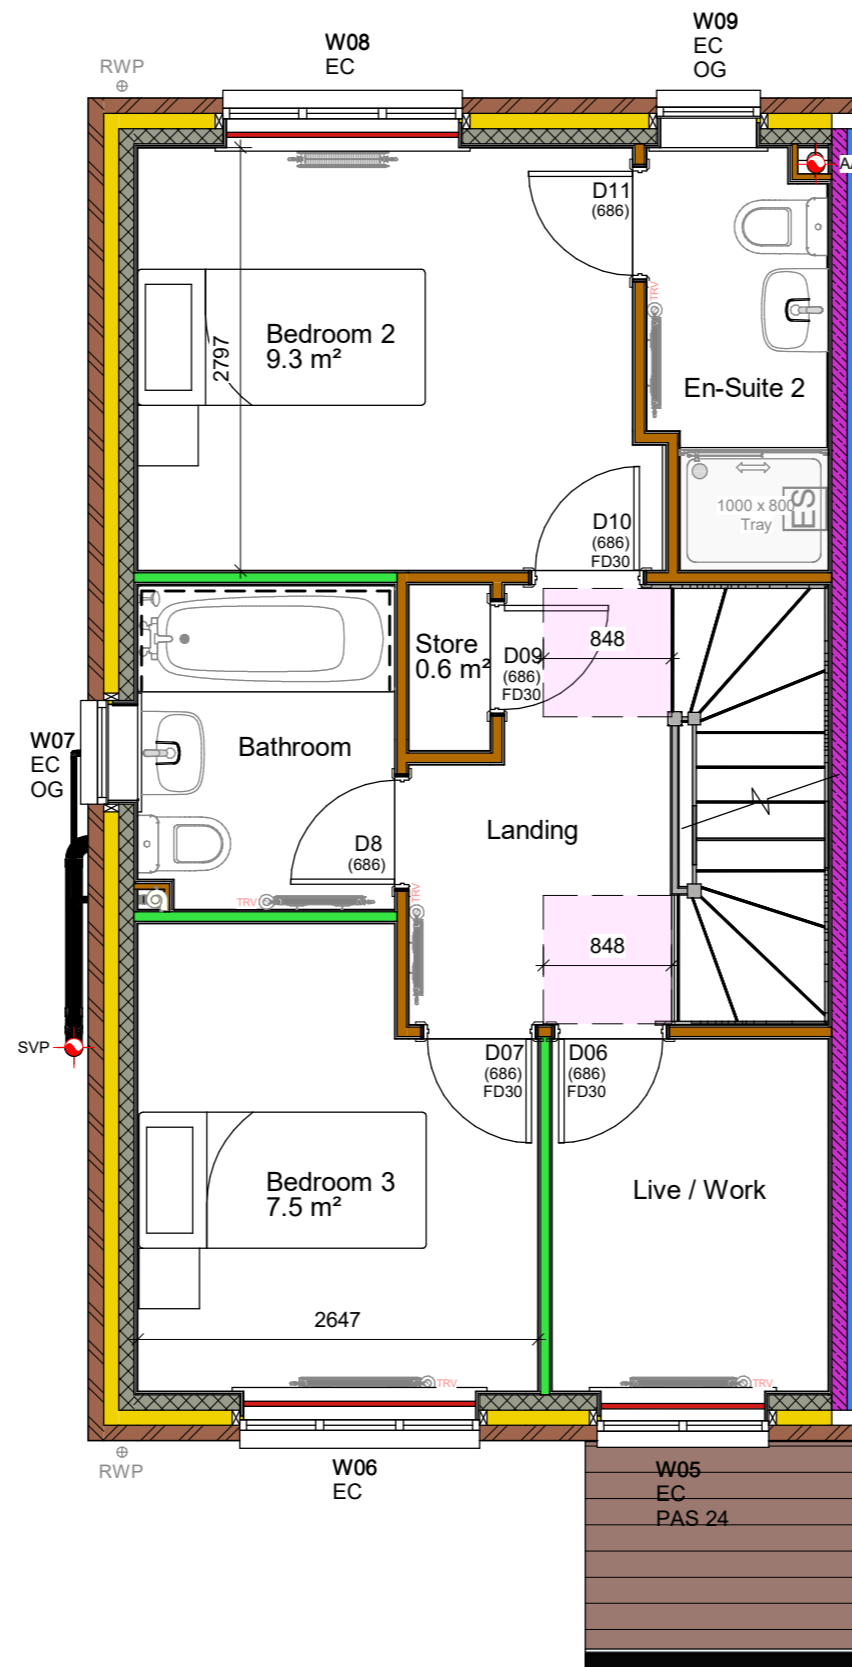 W08
EC
W09
EC
OG
RWP
D11
(686)
TRV
2797
Bedroom 2
9.3 m²
En-Suite 2
D10
(686)
FD30
1000 x 800
Tray
ES
Store
0.6 m²
D09
(686)
FD30
848
W07
EC
OG
Bathroom
Landing
N
D8
(686)
TRV
TRV
848
SVP
D07
(686)
FD30
D06
(686)
FD30
Bedroom 3
7.5 m²
Live / Work
2647
TRV
TRV
RWP
W06
EC
W05
EC
PAS 24